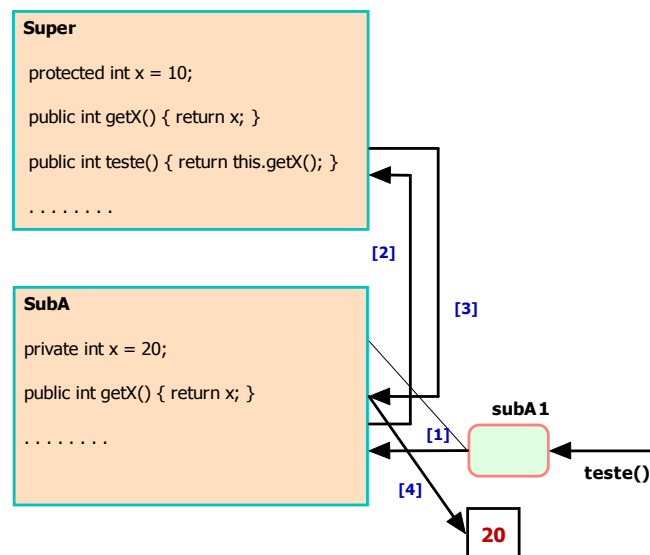 Super
protected int x = 10;
public int getX() { return x; }
public int teste() { return this.getX(); }
. . . . . . . .
[2]
SubA
[3]
private int x = 20;
public int getX() { return x; }
subA1
. . . . . . . .
[1]
teste()
[4]
20